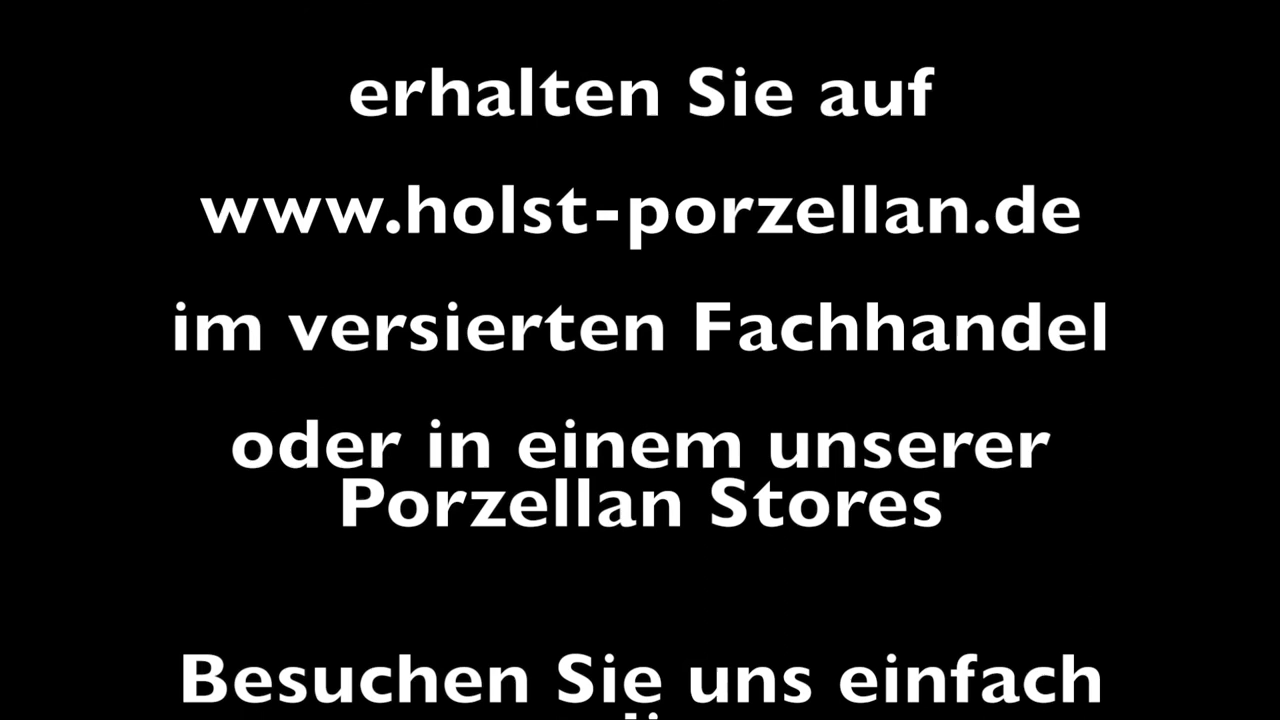 erhalten Sie auf
www.holst-porzellan.de
im versierten Fachhandel
oder in einem unserer
Porzellan Stores
Besuchen Sie uns einfach